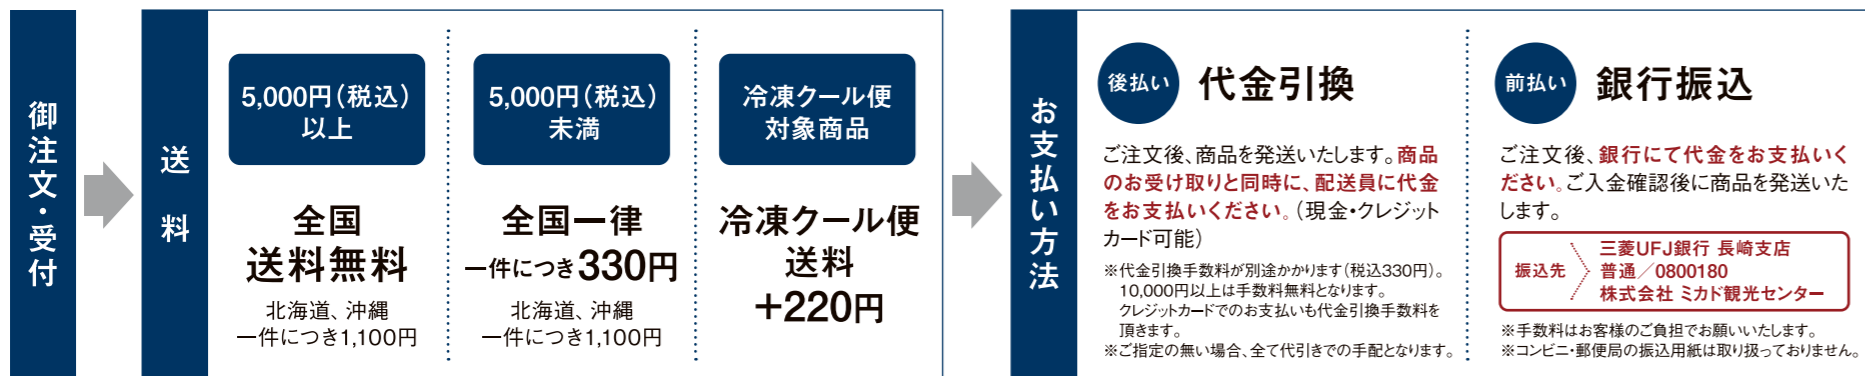 御注文・受付
送料
5,000円（税込）
以上
全国
送料無料
北海道、沖縄
一件につき1,100円
5,000円（税込）
未満
全国一律
一件につき330円
北海道、沖縄
一件につき1,100円
冷凍クール便
対象商品
冷凍クール便
送料
+220円
お支払い方法
後払い 代金引換
ご注文後、商品を発送いたします。商品
のお受け取りと同時に、配送員に代金
をお支払いください。（現金・クレジット
カード可能）
※代金引換手数料が別途かかります（税込330円）。
10,000円以上は手数料無料となります。
クレジットカードでのお支払いも代金引換手数料を
頂きます。
※ご指定の無い場合、全て代引きでの手配となります。
前払い 銀行振込
ご注文後、銀行にて代金をお支払いく
ださい。ご入金確認後に商品を発送いた
します。
振込先
三菱UFJ銀行 長崎支店
普通／0800180
株式会社 ミカド観光センター
※手数料はお客様のご負担でお願いいたします。
※コンビニ・郵便局の振込用紙は取り扱っておりません。